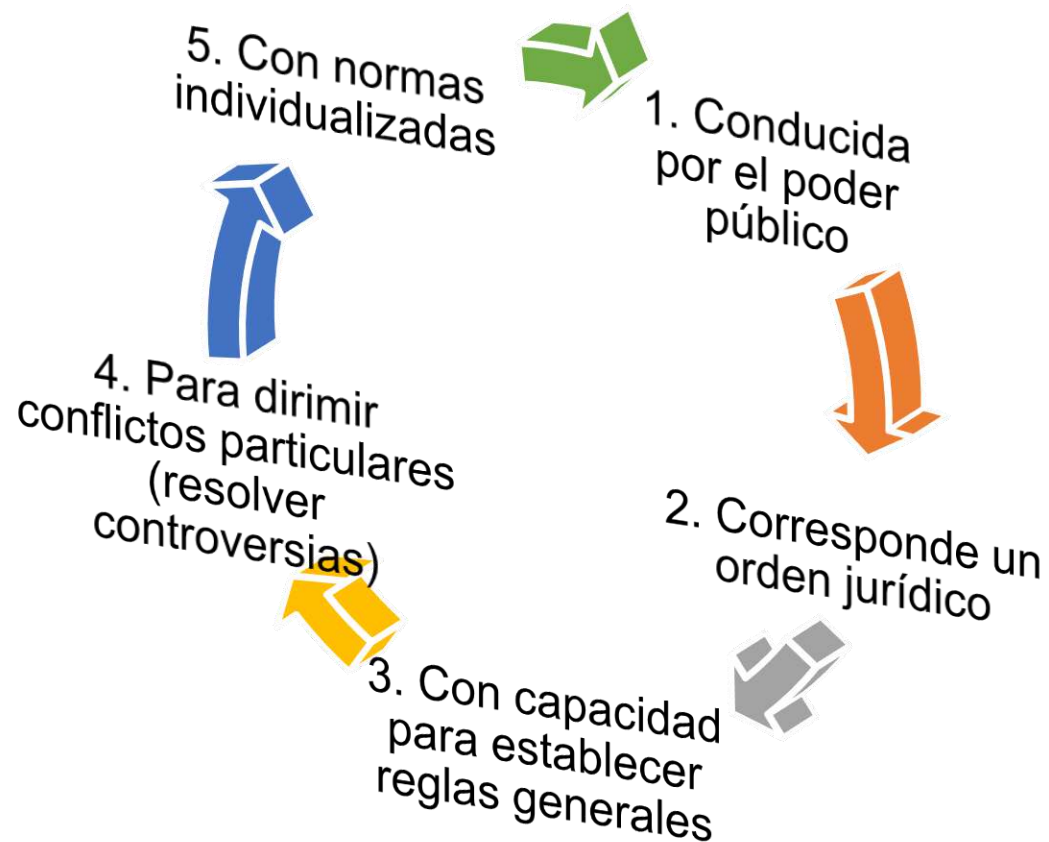 1. Conducida
por el poder
público
2. Corresponde un
orden jurídico
3. Con capacidad
para establecer
reglas generales
4. Para dirimir
conflictos particulares
(resolver
controversias)
5. Con normas
individualizadas